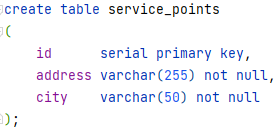 create table service_points
(
    id      serial primary key,
    address varchar(255) not null,
    city    varchar(50) not null
);